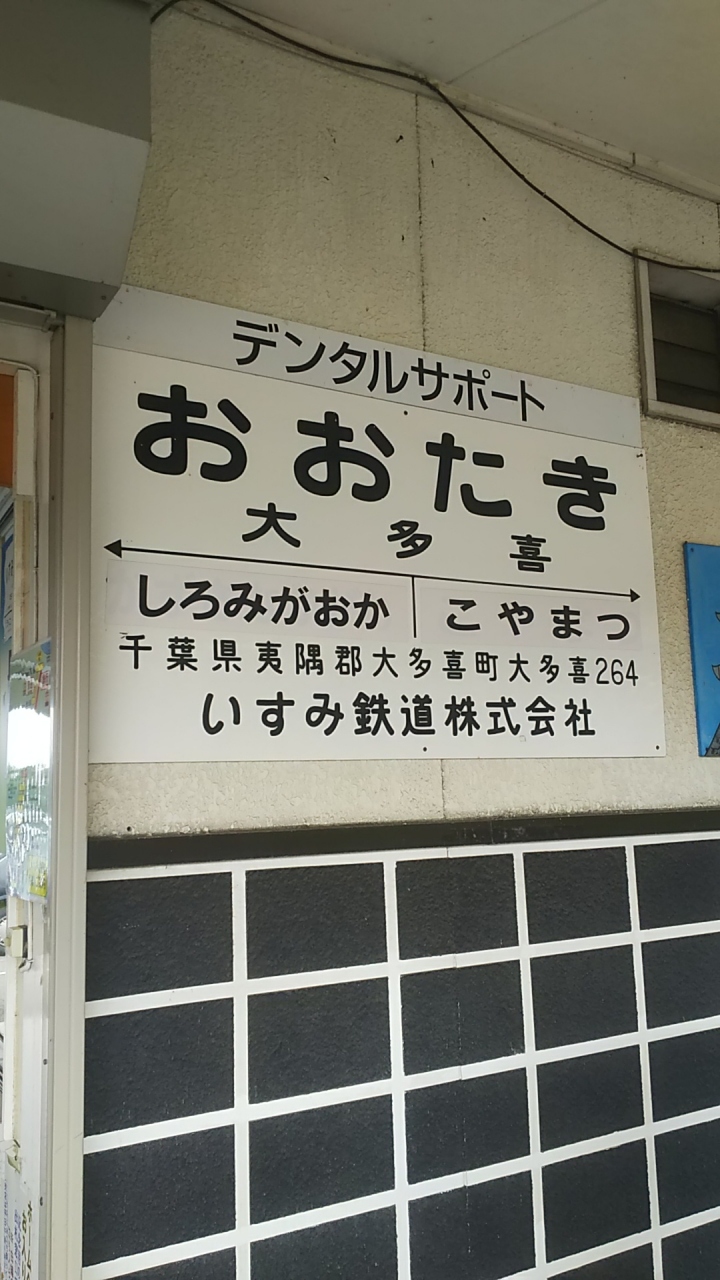 デンタルサポート
おおたき
大多喜
しろみがおか こやまつ
千葉県夷隅郡大多喜町大多喜264
いすみ鉄道株式会社